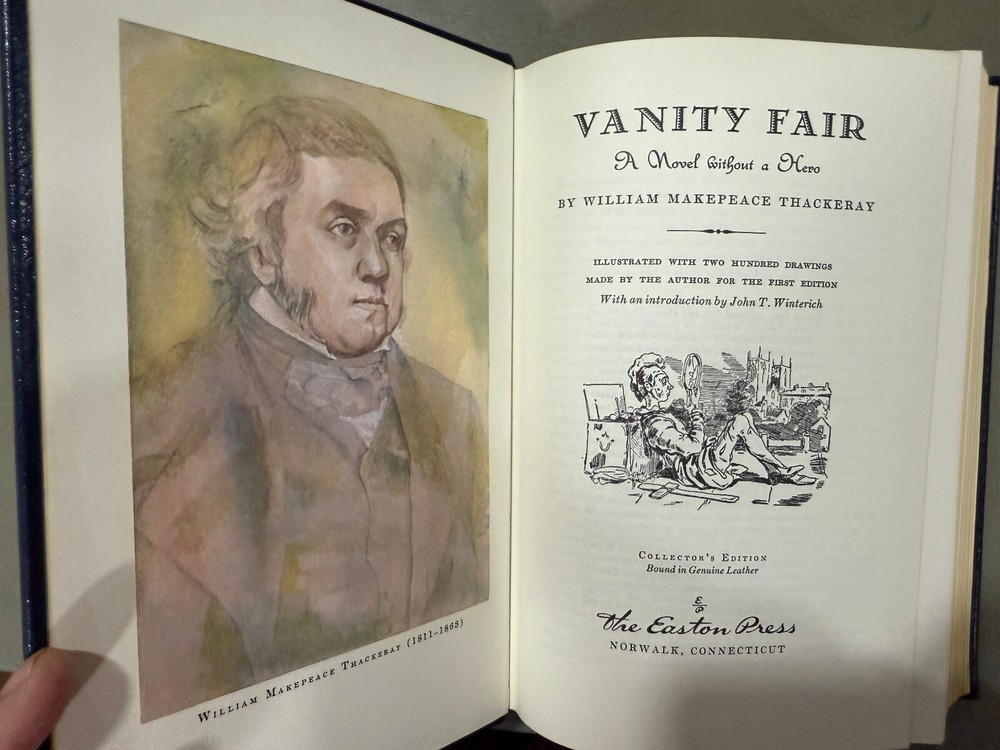 WILLIAM MAKEPEACE THACKERAY (1811–1863)
VANITY FAIR
A Novel without a Hero
BY WILLIAM MAKEPEACE THACKERAY
ILLUSTRATED WITH TWO HUNDRED DRAWINGS
MADE BY THE AUTHOR FOR THE FIRST EDITION
With an introduction by John T. Winterich
COLLECTOR'S EDITION
Bound in Genuine Leather
E/P
The Easton Press
NORWALK, CONNECTICUT